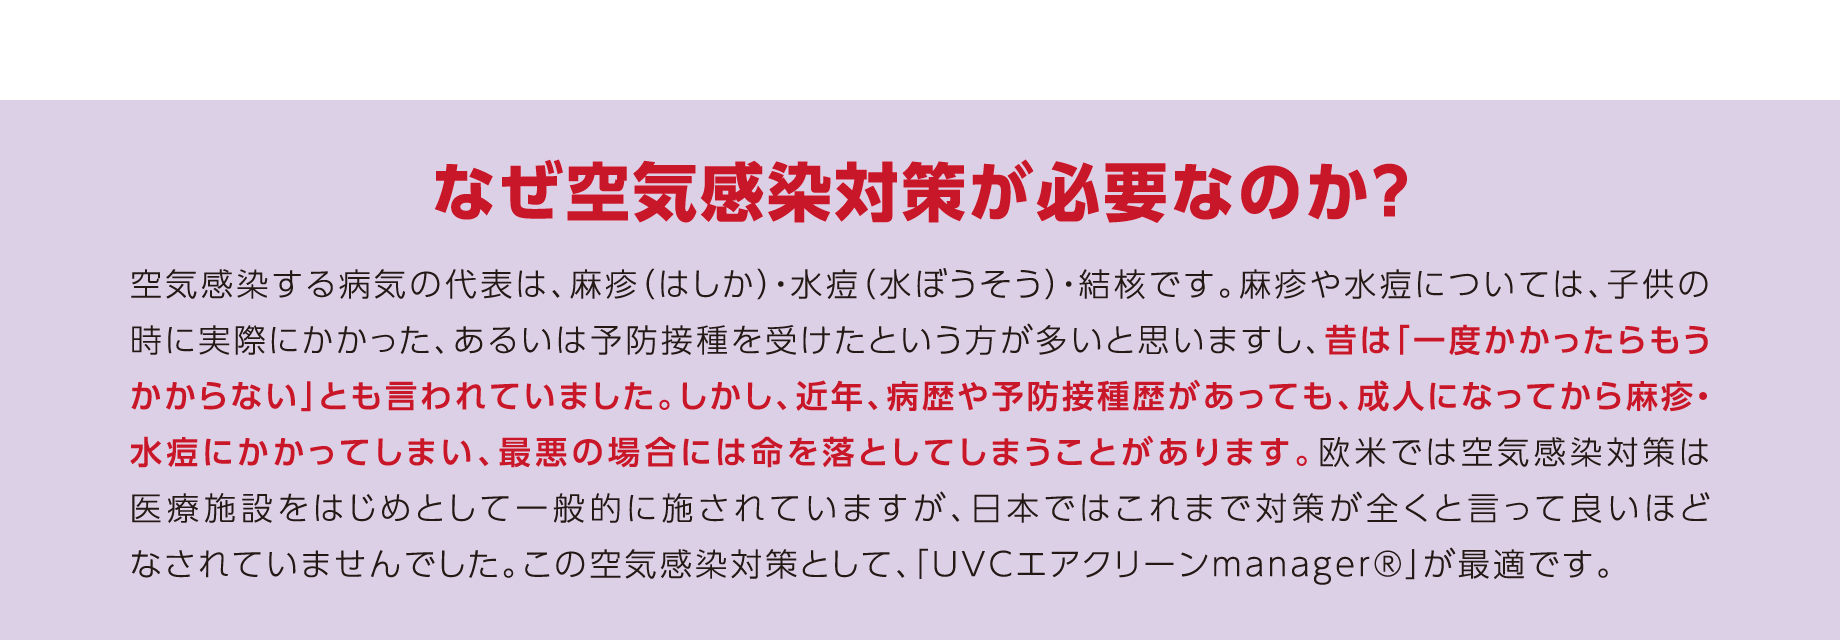 なぜ空気感染対策が必要なのか?
空気感染する病気の代表は、麻疹(はしか)・水痘(水ぼうそう)・結核です。麻疹や水痘については、子供の
時に実際にかかった、あるいは予防接種を受けたという方が多いと思いますし、昔は「一度かかったらもう
かからない」とも言われていました。しかし、近年、病歴や予防接種歴があっても、成人になってから麻疹・
水痘にかかってしまい、最悪の場合には命を落としてしまうことがあります。欧米では空気感染対策は
医療施設をはじめとして一般的に施されていますが、日本ではこれまで対策が全くと言って良いほど
なされていませんでした。この空気感染対策として、「UVCエアクリーンmanager®」が最適です。